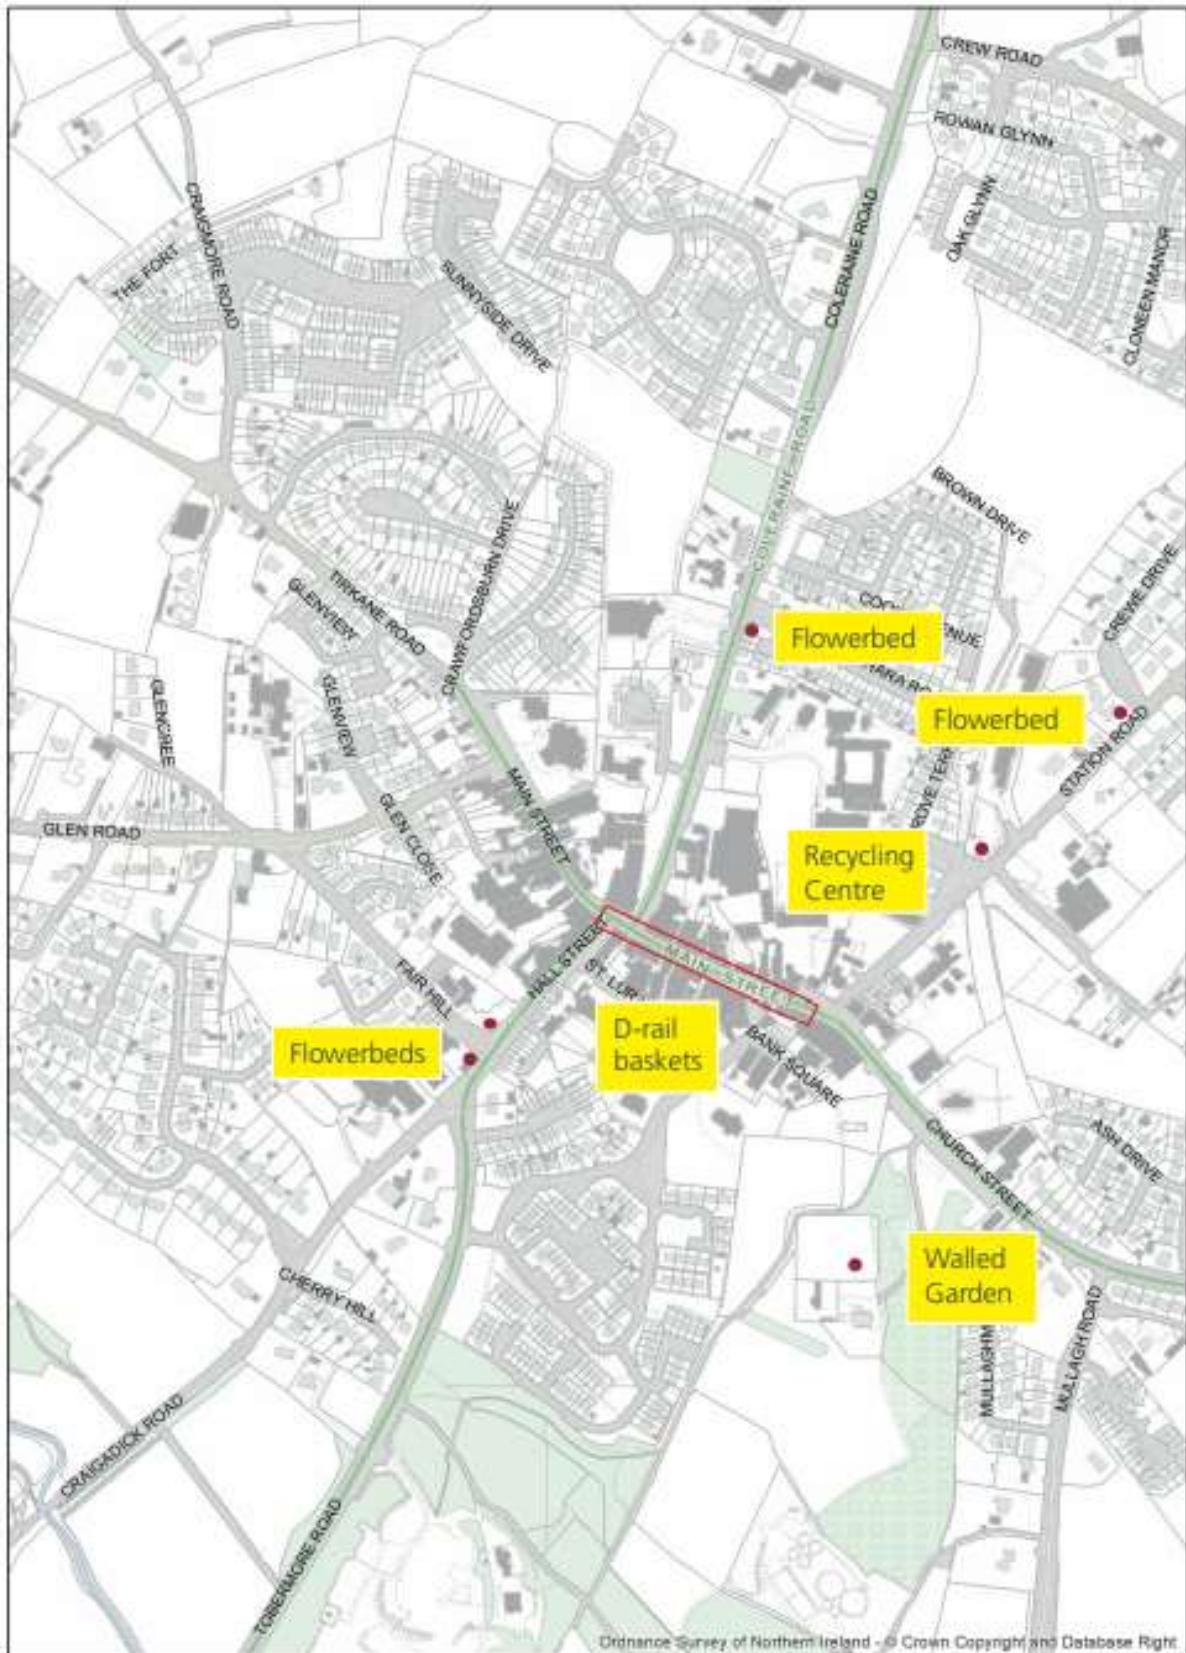 CREW ROAD
ROWAN GLYNN
OAK GLYNN
CLONEEN MANOR
COLERAINE ROAD
CRAIGMORE ROAD
THE FORT
SUNNYSIDE DRIVE
COLERAINE ROAD
BROWN DRIVE
CREWE DRIVE
CRAWFORDSBURN DRIVE
TIRKANE ROAD
GLENVIEW
Flowerbed
GLENVIEW
GLENGREE
Flowerbed
STATION ROAD
MAIN STREET
GLEN CLOSE
GLEN ROAD
Recycling
Centre
HALL STREET
MAIN STREET
FAIR HILL
Flowerbeds
D-rail
baskets
BANK SQUARE
CHURCH STREET
ASH DRIVE
Walled
Garden
CHERRY HILL
MULLAGH ROAD
CRAIGADICK ROAD
TOBERMORE ROAD
Ordnance Survey of Northern Ireland - © Crown Copyright and Database Right